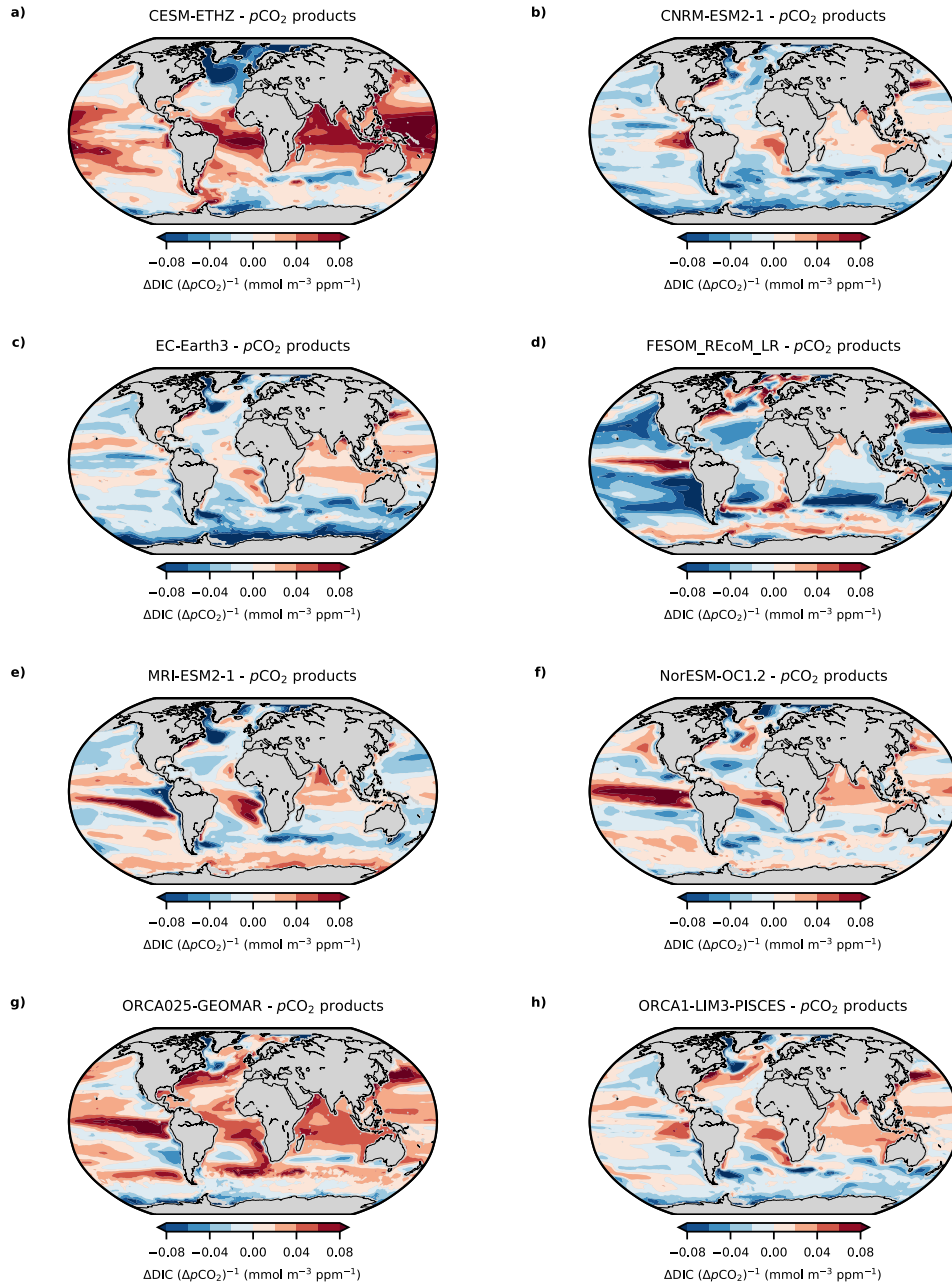 a)
CESM-ETHZ - pCO₂ products
−0.08 −0.04 0.00 0.04 0.08
ΔDIC (ΔpCO₂)⁻¹ (mmol m⁻³ ppm⁻¹)
b)
CNRM-ESM2-1 - pCO₂ products
−0.08 −0.04 0.00 0.04 0.08
ΔDIC (ΔpCO₂)⁻¹ (mmol m⁻³ ppm⁻¹)
c)
EC-Earth3 - pCO₂ products
−0.08 −0.04 0.00 0.04 0.08
ΔDIC (ΔpCO₂)⁻¹ (mmol m⁻³ ppm⁻¹)
d)
FESOM_REcoM_LR - pCO₂ products
−0.08 −0.04 0.00 0.04 0.08
ΔDIC (ΔpCO₂)⁻¹ (mmol m⁻³ ppm⁻¹)
e)
MRI-ESM2-1 - pCO₂ products
−0.08 −0.04 0.00 0.04 0.08
ΔDIC (ΔpCO₂)⁻¹ (mmol m⁻³ ppm⁻¹)
f)
NorESM-OC1.2 - pCO₂ products
−0.08 −0.04 0.00 0.04 0.08
ΔDIC (ΔpCO₂)⁻¹ (mmol m⁻³ ppm⁻¹)
g)
ORCA025-GEOMAR - pCO₂ products
−0.08 −0.04 0.00 0.04 0.08
ΔDIC (ΔpCO₂)⁻¹ (mmol m⁻³ ppm⁻¹)
h)
ORCA1-LIM3-PISCES - pCO₂ products
−0.08 −0.04 0.00 0.04 0.08
ΔDIC (ΔpCO₂)⁻¹ (mmol m⁻³ ppm⁻¹)